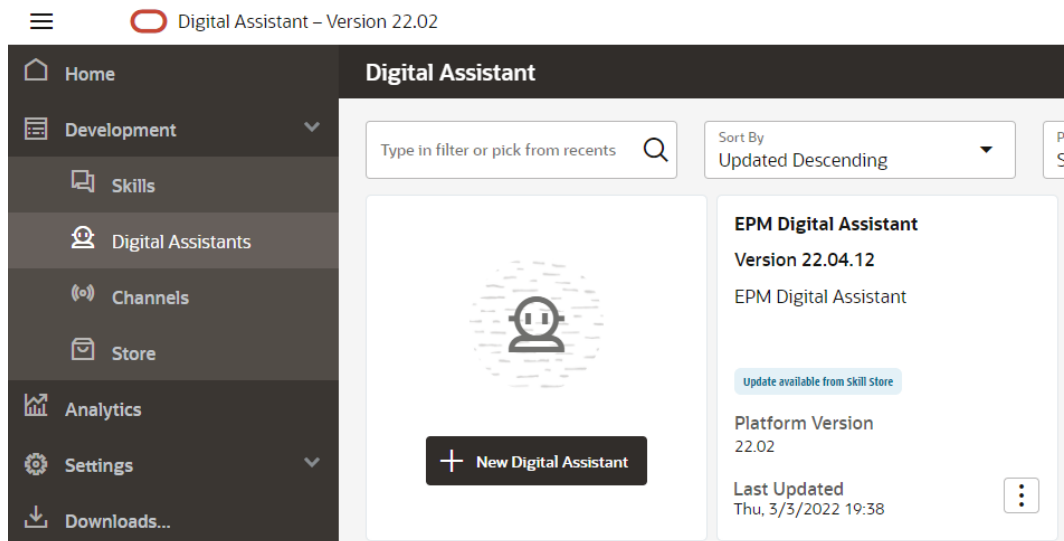 Digital Assistant – Version 22.02
Home
Development
Skills
Digital Assistants
Channels
Store
Analytics
Settings
Downloads...
Digital Assistant
Type in filter or pick from recents
Sort By
Updated Descending
New Digital Assistant
EPM Digital Assistant
Version 22.04.12
EPM Digital Assistant
Update available from Skill Store
Platform Version
22.02
Last Updated
Thu, 3/3/2022 19:38